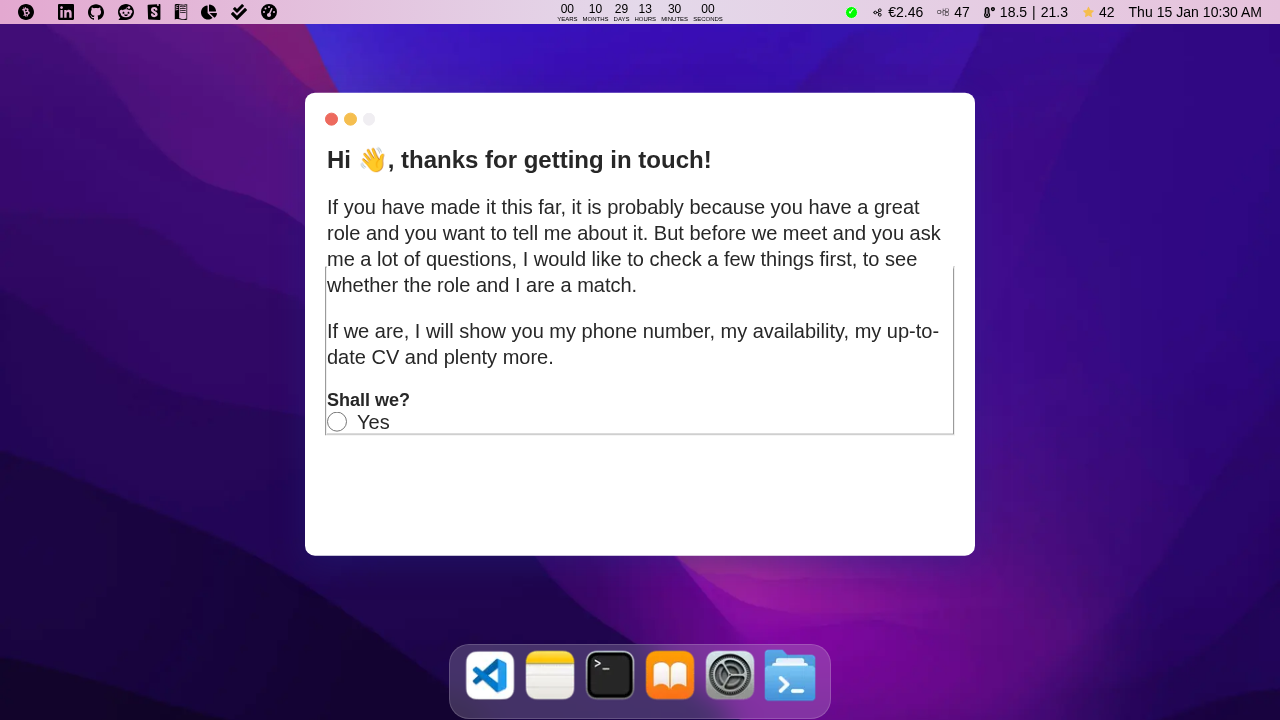 00 10 29 13 30 00
YEARS MONTHS DAYS HOURS MINUTES SECONDS
€2.46 47 18.5 | 21.3 42 Thu 15 Jan 10:30 AM
Hi 👋, thanks for getting in touch!
If you have made it this far, it is probably because you have a great
role and you want to tell me about it. But before we meet and you ask
me a lot of questions, I would like to check a few things first, to see
whether the role and I are a match.
If we are, I will show you my phone number, my availability, my up-to-
date CV and plenty more.
Shall we?
Yes